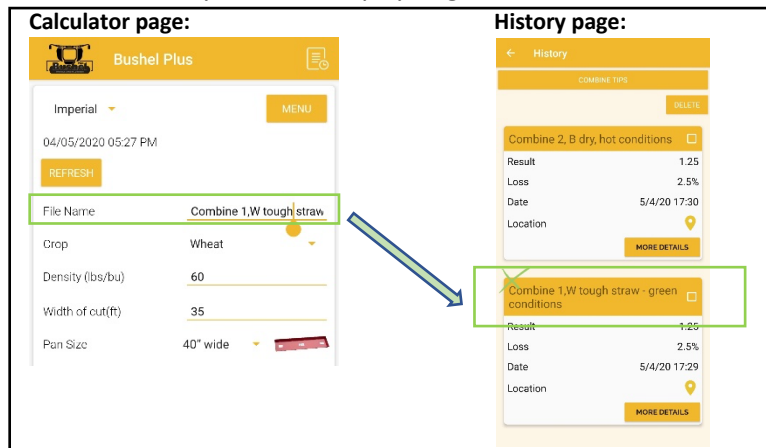 Calculator page:
History page:
Bushel
Bushel Plus
Imperial
MENU
04/05/2020 05:27 PM
REFRESH
File Name Combine 1,W tough straw
Crop Wheat
Density (lbs/bu) 60
Width of cut(ft) 35
Pan Size 40" wide
History
COMBINE TIPS
DELETE
Combine 2, B dry, hot conditions
Result 1.25
Loss 2.5%
Date 5/4/20 17:30
Location
MORE DETAILS
Combine 1,W tough straw - green
conditions
Result 1.25
Loss 2.5%
Date 5/4/20 17:29
Location
MORE DETAILS